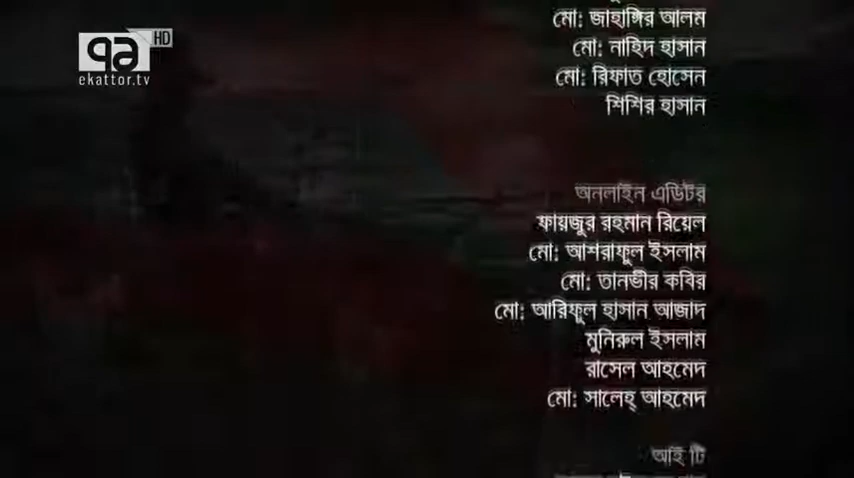 ৭১
HD
ekattor.tv
মো: জাহাঙ্গির আলম
মো: নাহিদ হাসান
মো: রিফাত হোসেন
শিশির হাসান
অনলাইন এডিটর
ফায়জুর রহমান রিয়েল
মো: আশরাফুল ইসলাম
মো: তানভীর কবির
মো: আরিফুল হাসান আজাদ
মুনিরুল ইসলাম
রাসেল আহমেদ
মো: সালেহ্ আহমেদ
আই টি